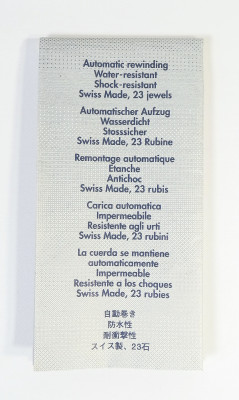 Automatic rewinding
Water-resistant
Shock-resistant
Swiss Made, 23 jewels
Automatischer Aufzug
Wasserdicht
Stosssicher
Swiss Made, 23 Rubine
Remontage automatique
Etanche
Antichoc
Swiss Made, 23 rubis
Carica automatica
Impermeabile
Resistente agli urti
Swiss Made, 23 rubini
La cuerda se mantiene
automaticamente
Impermeable
Resistente a los choques
Swiss Made, 23 rubies
自動巻き
防水性
耐衝撃性
スイス製、23石